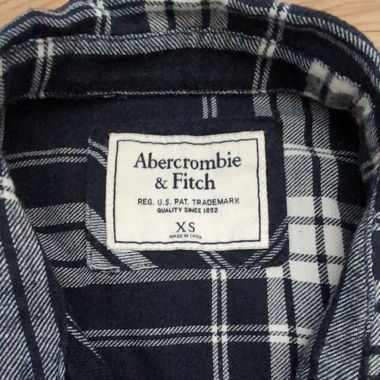 Abercrombie
& Fitch
REG. U.S. PAT. TRADEMARK
QUALITY SINCE 1892
XS
MADE IN CHINA